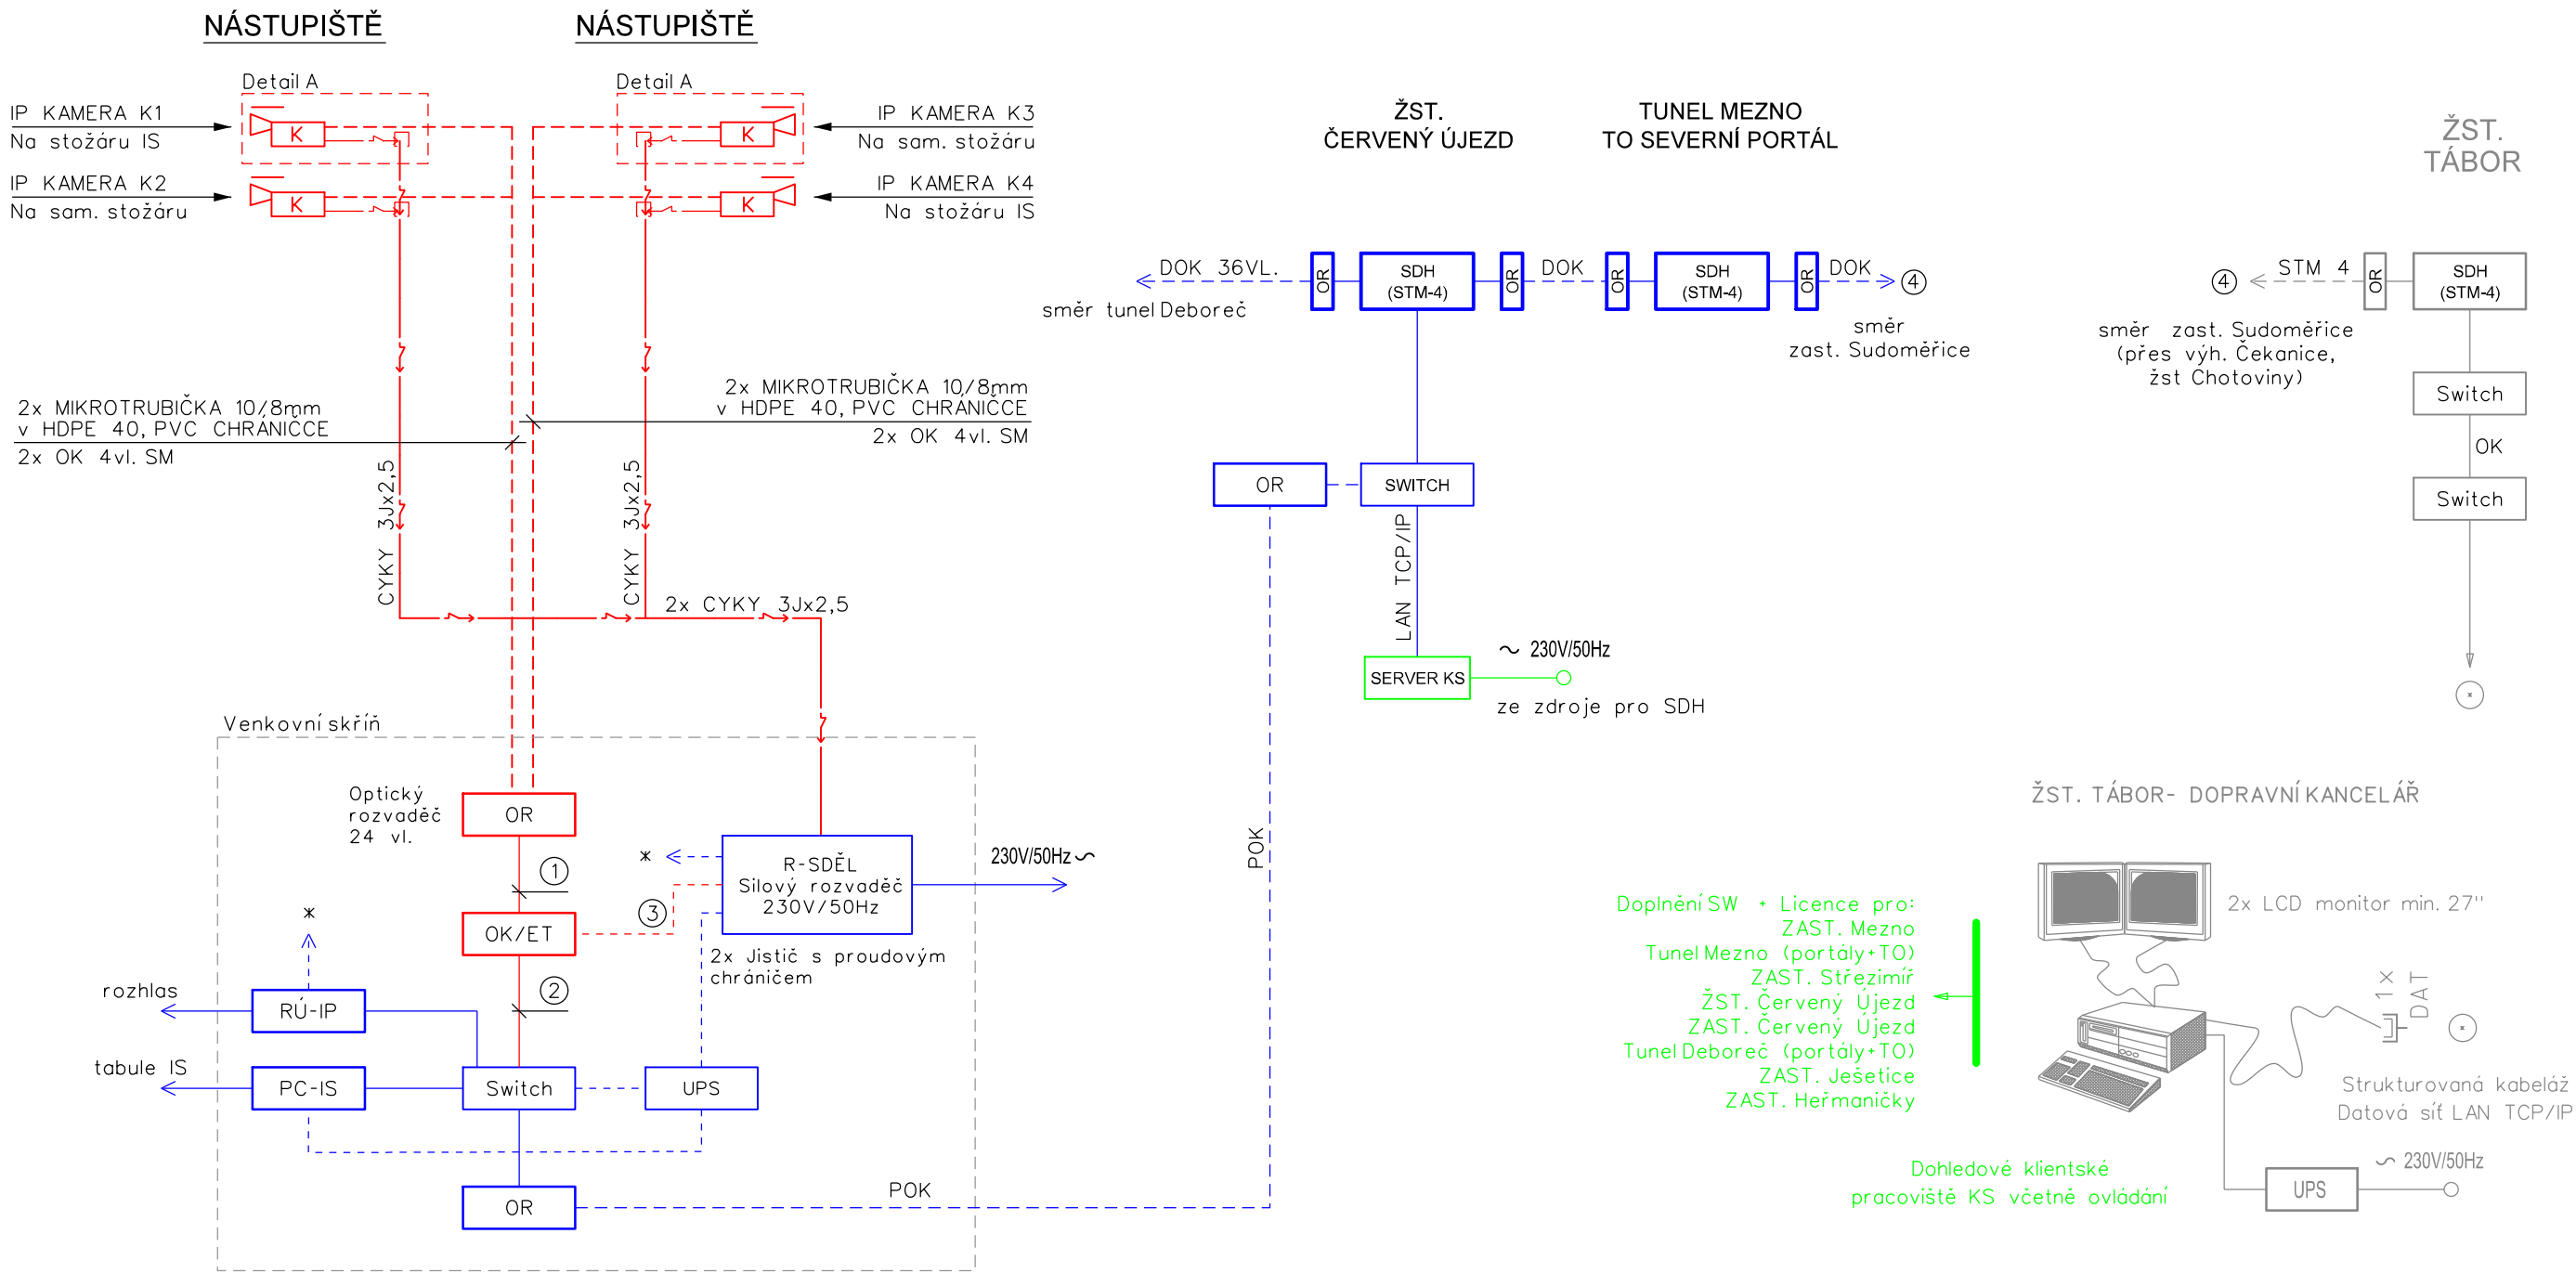 NÁSTUPIŠTĚ
NÁSTUPIŠTĚ
Detail A
Detail A
IP KAMERA K1
Na stožáru IS
K
K
IP KAMERA K3
Na sam. stožáru
IP KAMERA K2
Na sam. stožáru
K
K
IP KAMERA K4
Na stožáru IS
2x MIKROTRUBIČKA 10/8mm
v HDPE 40, PVC CHRÁNIČCE
2x OK 4vl. SM
2x MIKROTRUBIČKA 10/8mm
v HDPE 40, PVC CHRÁNIČCE
2x OK 4vl. SM
CYKY 3Jx2,5
CYKY 3Jx2,5
2x CYKY 3Jx2,5
Venkovní skříň
Optický
rozvaděč
24 vl.
OR
1
OK/ET
2
3
*
R-SDĚL
Silový rozvaděč
230V/50Hz
230V/50Hz ~
2x Jistič s proudovým
chráničem
*
rozhlas
RÚ-IP
tabule IS
PC-IS
Switch
UPS
OR
POK
POK
ŽST.
ČERVENÝ ÚJEZD
TUNEL MEZNO
TO SEVERNÍ PORTÁL
DOK 36VL.
směr tunel Deboreč
OR
SDH
(STM-4)
OR
DOK
OR
SDH
(STM-4)
OR
DOK
4
směr
zast. Sudoměřice
OR
SWITCH
LAN TCP/IP
SERVER KS
~ 230V/50Hz
ze zdroje pro SDH
ŽST.
TÁBOR
4
STM 4
OR
SDH
(STM-4)
směr zast. Sudoměřice
(přes výh. Čekanice,
žst Chotoviny)
Switch
OK
Switch
*
ŽST. TÁBOR- DOPRAVNÍ KANCELÁŘ
2x LCD monitor min. 27''
1x
DAT
*
Strukturovaná kabeláž
Datová síť LAN TCP/IP
~ 230V/50Hz
UPS
Doplnění SW + Licence pro:
ZAST. Mezno
Tunel Mezno (portály+TO)
ZAST. Střezimíř
ŽST. Červený Újezd
ZAST. Červený Újezd
Tunel Deboreč (portály+TO)
ZAST. Ješetice
ZAST. Heřmaničky
Dohledové klientské
pracoviště KS včetně ovládání